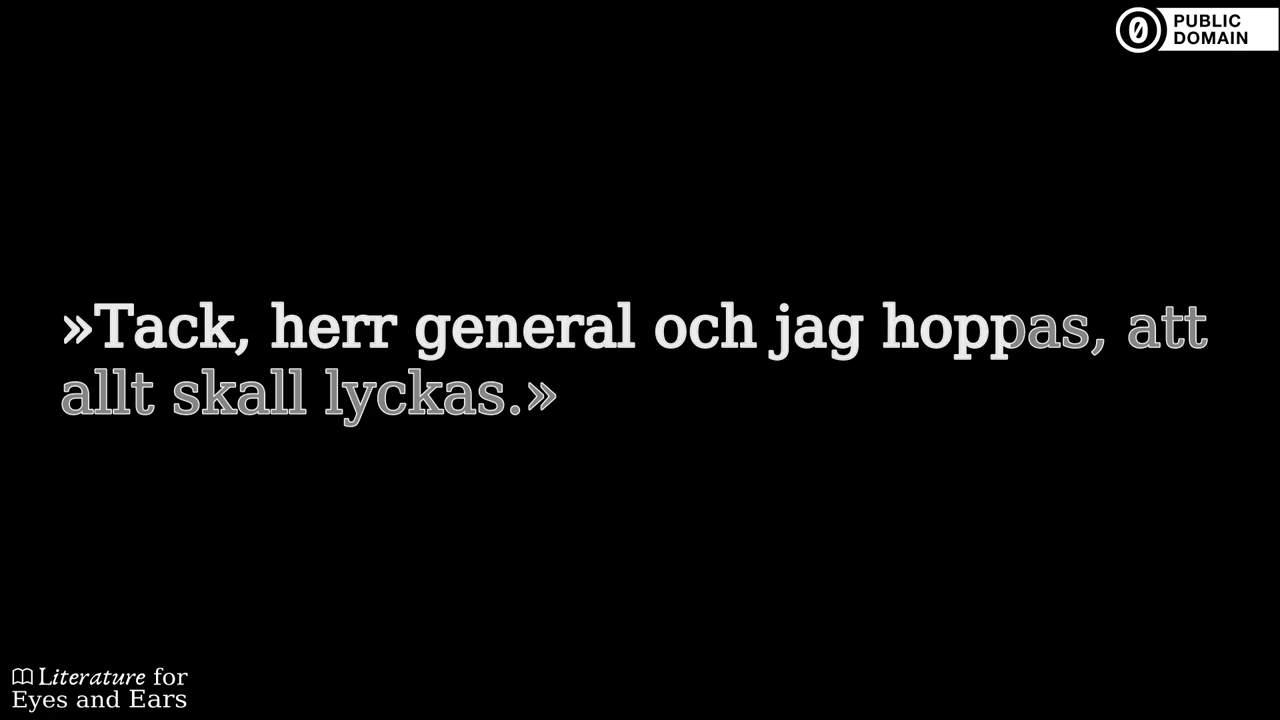 PUBLIC
DOMAIN
»Tack, herr general och jag hoppas, att
allt skall lyckas.»
Literature for
Eyes and Ears